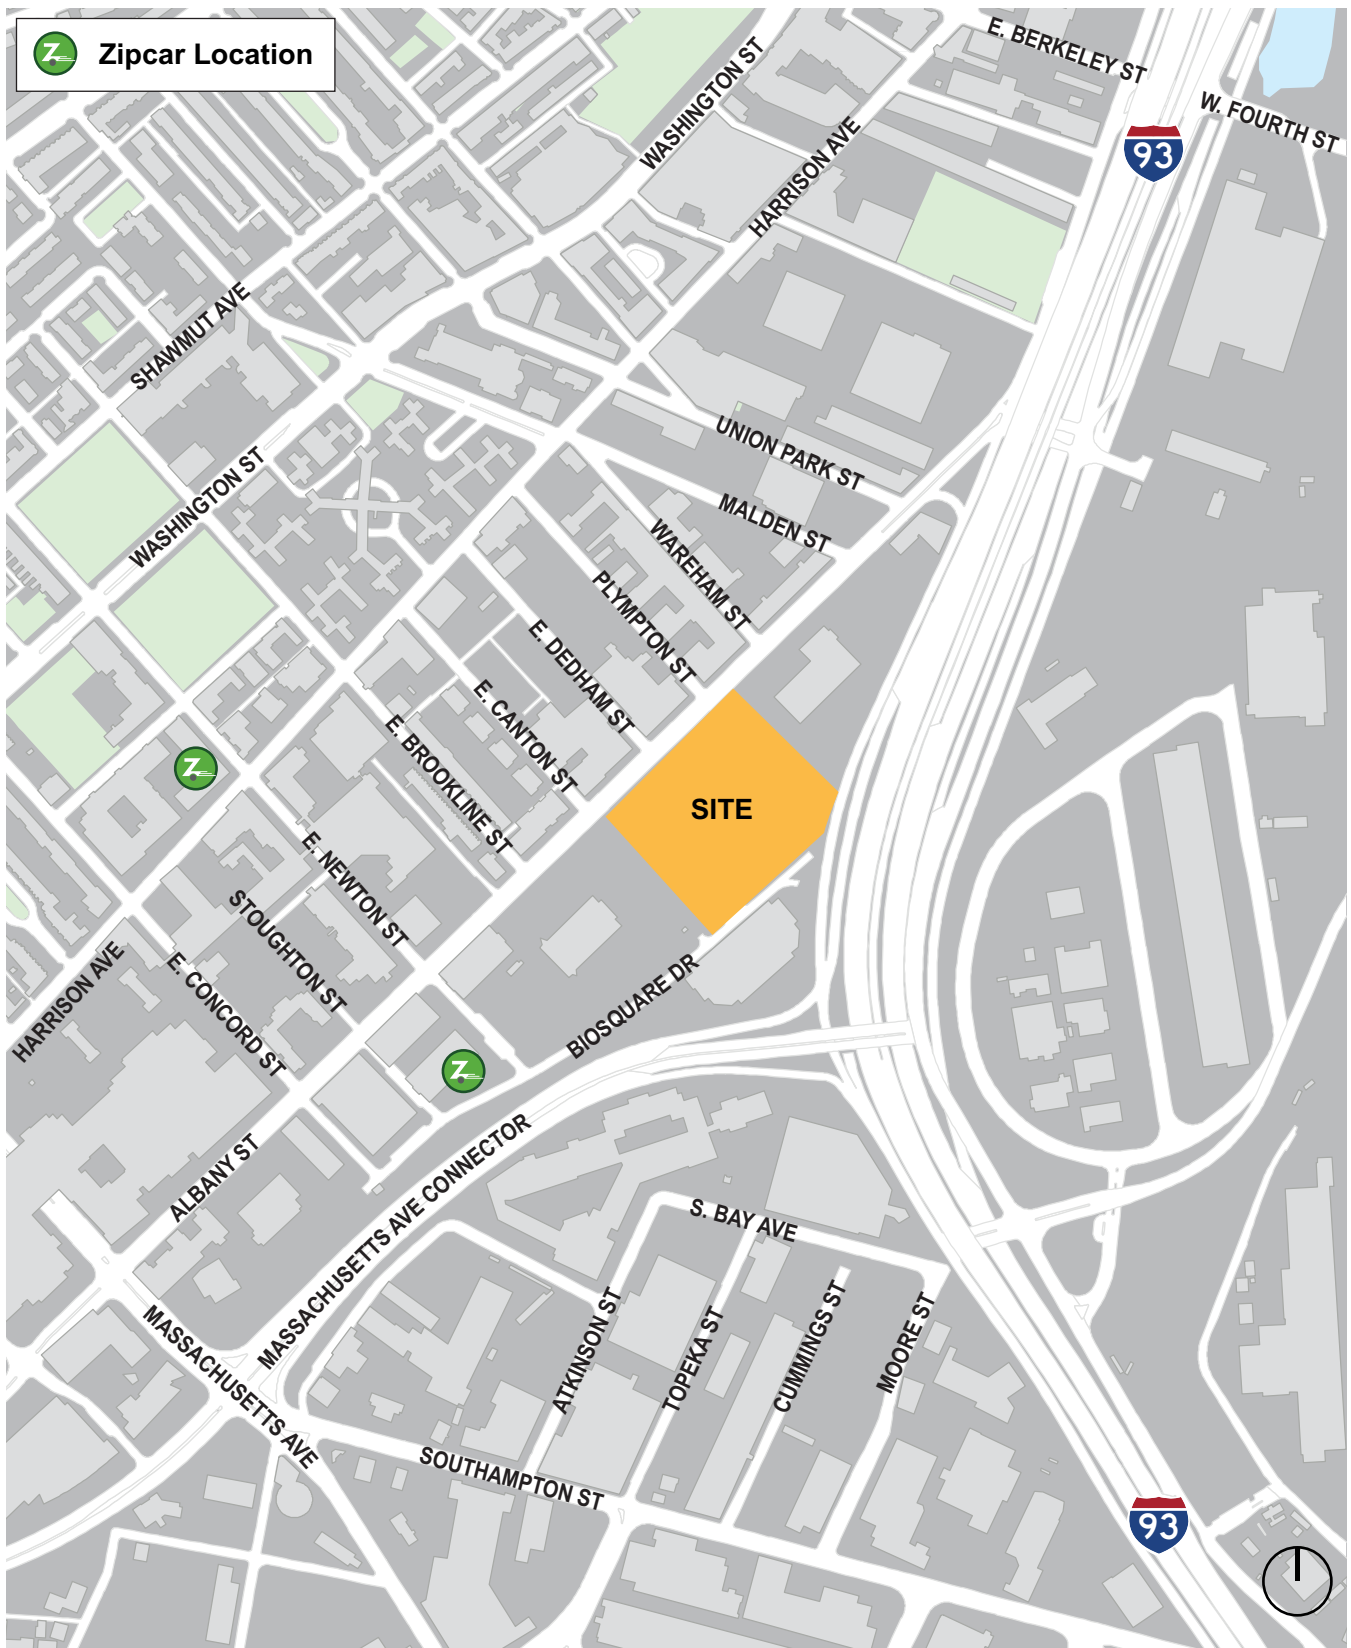 Z Zipcar Location
E. BERKELEY ST
WASHINGTON ST
W. FOURTH ST
93
HARRISON AVE
SHAWMUT AVE
UNION PARK ST
WASHINGTON ST
MALDEN ST
WAREHAM ST
PLYMPTON ST
E. DEDHAM ST
E. CANTON ST
E. BROOKLINE ST
Z
SITE
E. NEWTON ST
STOUGHTON ST
E. CONCORD ST
HARRISON AVE
BIOSQUARE DR
Z
ALBANY ST
MASSACHUSETTS AVE CONNECTOR
S. BAY AVE
MASSACHUSETTS AVE
ATKINSON ST
TOPEKA ST
CUMMINGS ST
MOORE ST
SOUTHAMPTON ST
93